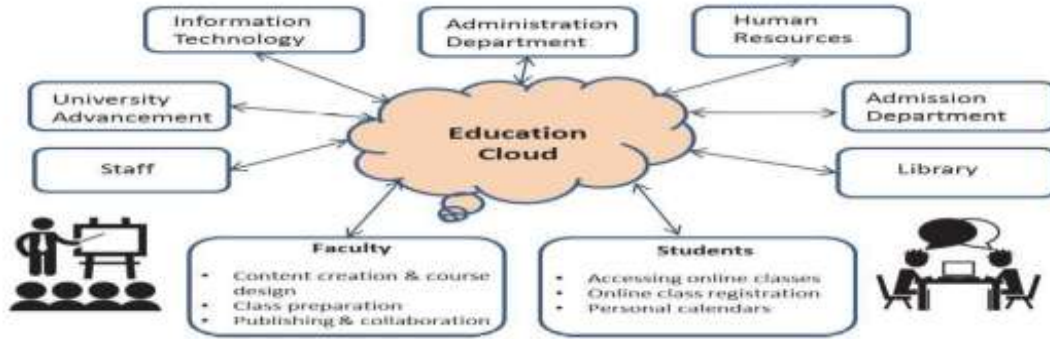 Information
Technology
Administration
Department
Human
Resources
University
Advancement
Education
Cloud
Admission
Department
Staff
Library
Faculty
• Content creation & course
design
• Class preparation
• Publishing & collaboration
Students
• Accessing online classes
• Online class registration
• Personal calendars